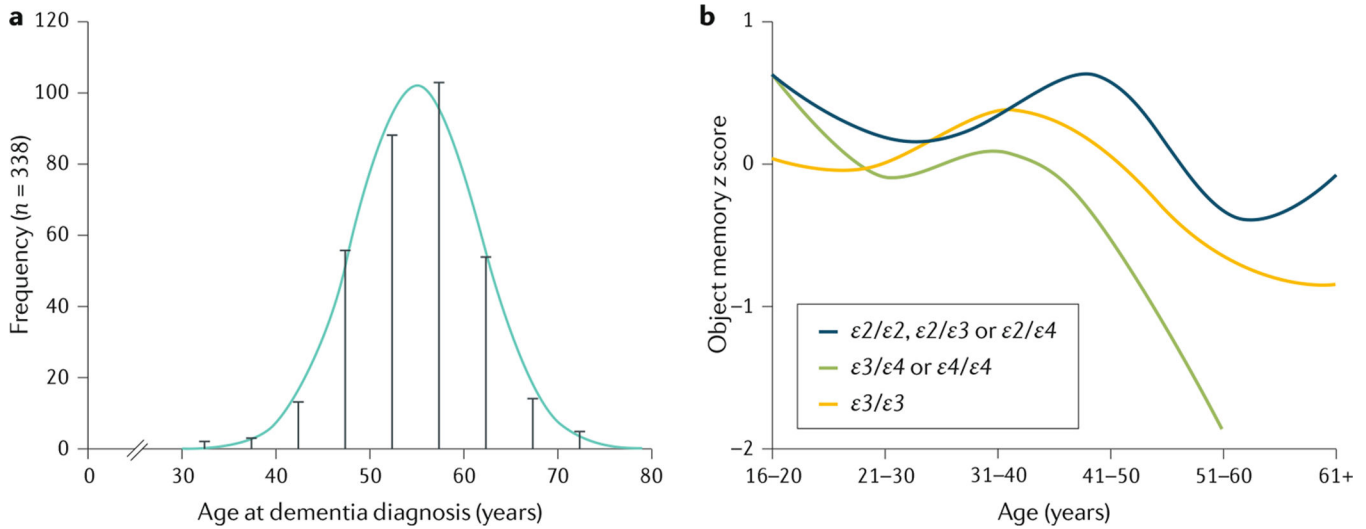 a
120
100
80
60
40
20
0
Frequency (n = 338)
0
30
40
50
60
70
80
Age at dementia diagnosis (years)
b
1
0
−1
−2
Object memory z score
ε2/ε2, ε2/ε3 or ε2/ε4
ε3/ε4 or ε4/ε4
ε3/ε3
16–20
21–30
31–40
41–50
51–60
61+
Age (years)